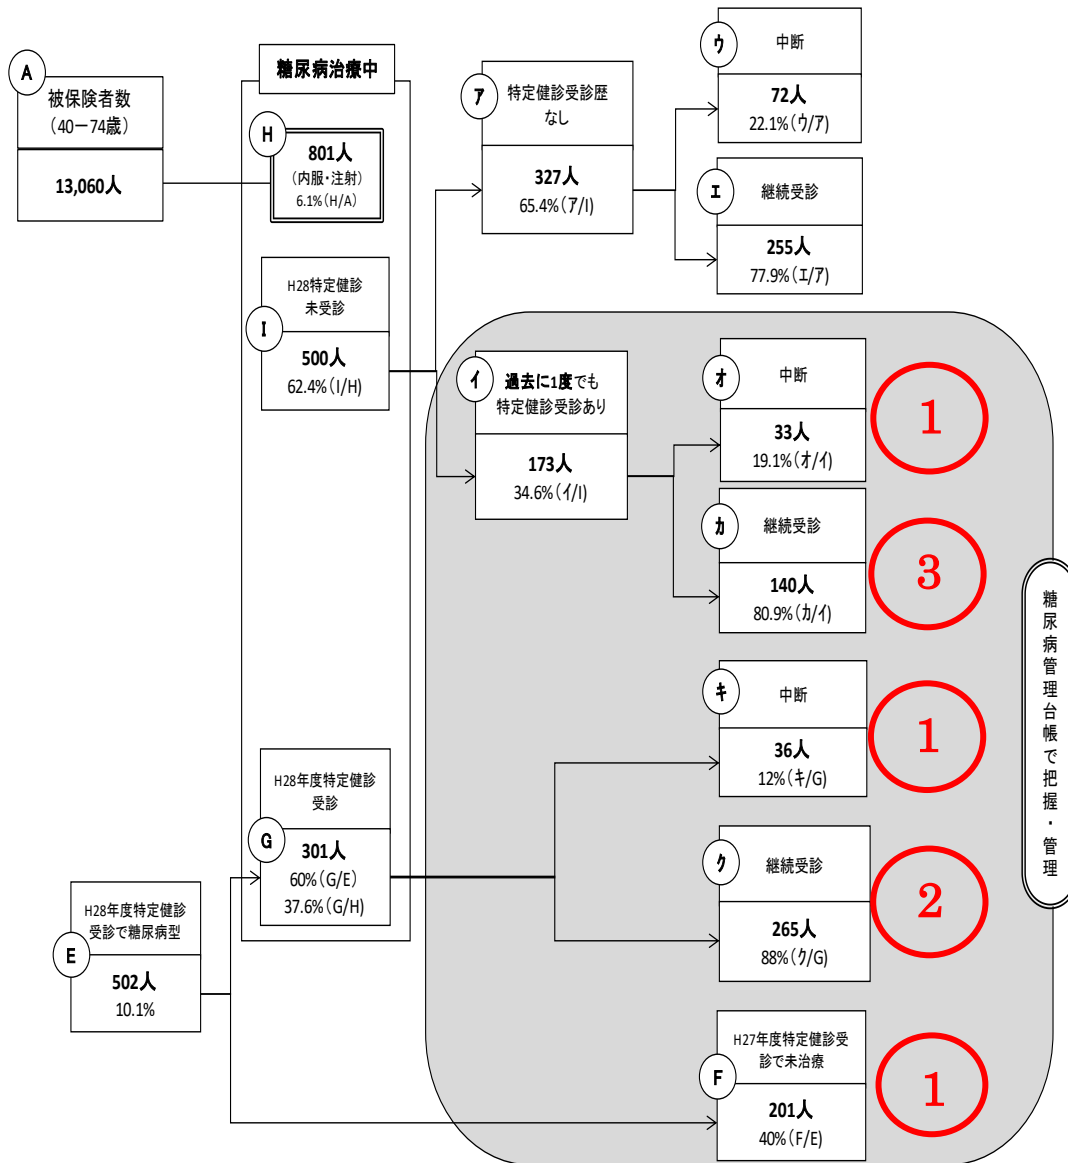 A
被保険者数
(40－74歳)
13,060人
糖尿病治療中
H
801人
(内服・注射)
6.1%(H/A)
I
H28特定健診
未受診
500人
62.4%(I/H)
ア
特定健診受診歴
なし
327人
65.4%(ア/I)
ウ
中断
72人
22.1%(ウ/ア)
エ
継続受診
255人
77.9%(エ/ア)
イ
過去に1度でも
特定健診受診あり
173人
34.6%(イ/I)
オ
中断
33人
19.1%(オ/イ)
1
カ
継続受診
140人
80.9%(カ/イ)
3
キ
中断
36人
12%(キ/G)
1
G
H28年度特定健診
受診
301人
60%(G/E)
37.6%(G/H)
ク
継続受診
265人
88%(ク/G)
2
E
H28年度特定健診
受診で糖尿病型
502人
10.1%
F
H27年度特定健診受
診で未治療
201人
40%(F/E)
1
糖尿病管理台帳で把握・管理